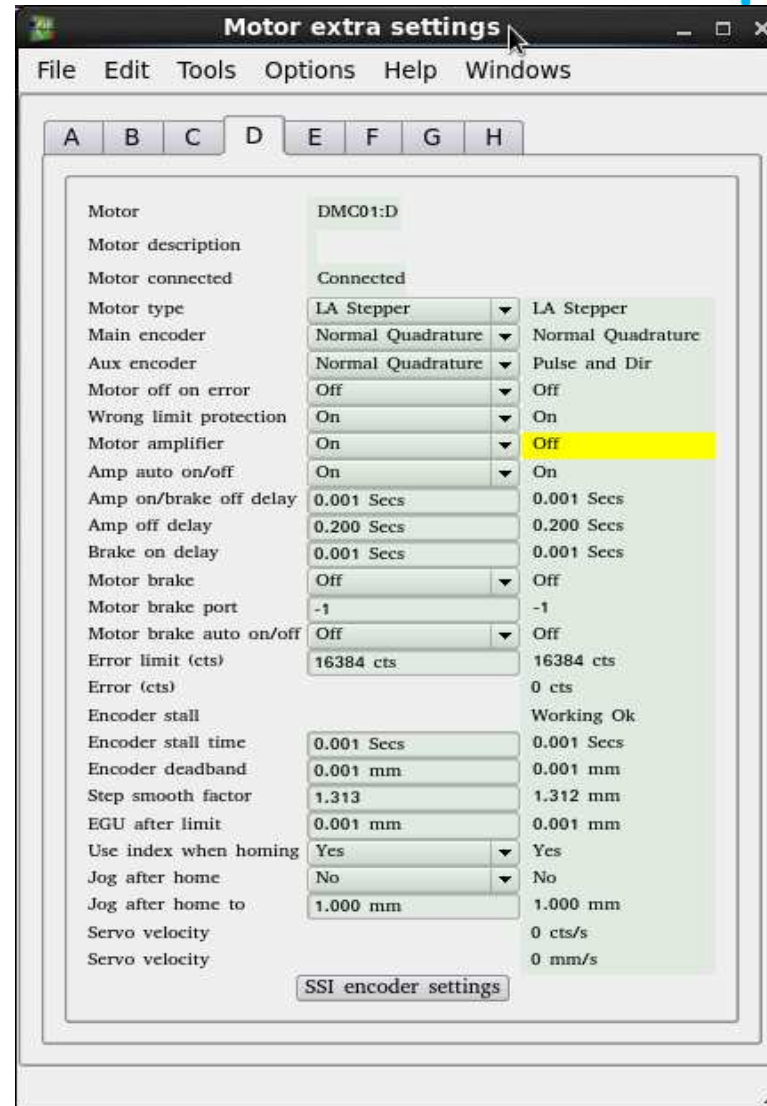 Motor extra settings
File Edit Tools Options Help Windows
A B C D E F G H
Motor DMC01:D
Motor description
Motor connected Connected
Motor type LA Stepper LA Stepper
Main encoder Normal Quadrature Normal Quadrature
Aux encoder Normal Quadrature Pulse and Dir
Motor off on error Off Off
Wrong limit protection On On
Motor amplifier On Off
Amp auto on/off On On
Amp on/brake off delay 0.001 Secs 0.001 Secs
Amp off delay 0.200 Secs 0.200 Secs
Brake on delay 0.001 Secs 0.001 Secs
Motor brake Off Off
Motor brake port -1 -1
Motor brake auto on/off Off Off
Error limit (cts) 16384 cts 16384 cts
Error (cts) 0 cts
Encoder stall Working Ok
Encoder stall time 0.001 Secs 0.001 Secs
Encoder deadband 0.001 mm 0.001 mm
Step smooth factor 1.313 1.312 mm
EGU after limit 0.001 mm 0.001 mm
Use index when homing Yes Yes
Jog after home No No
Jog after home to 1.000 mm 1.000 mm
Servo velocity 0 cts/s
Servo velocity 0 mm/s
SSI encoder settings